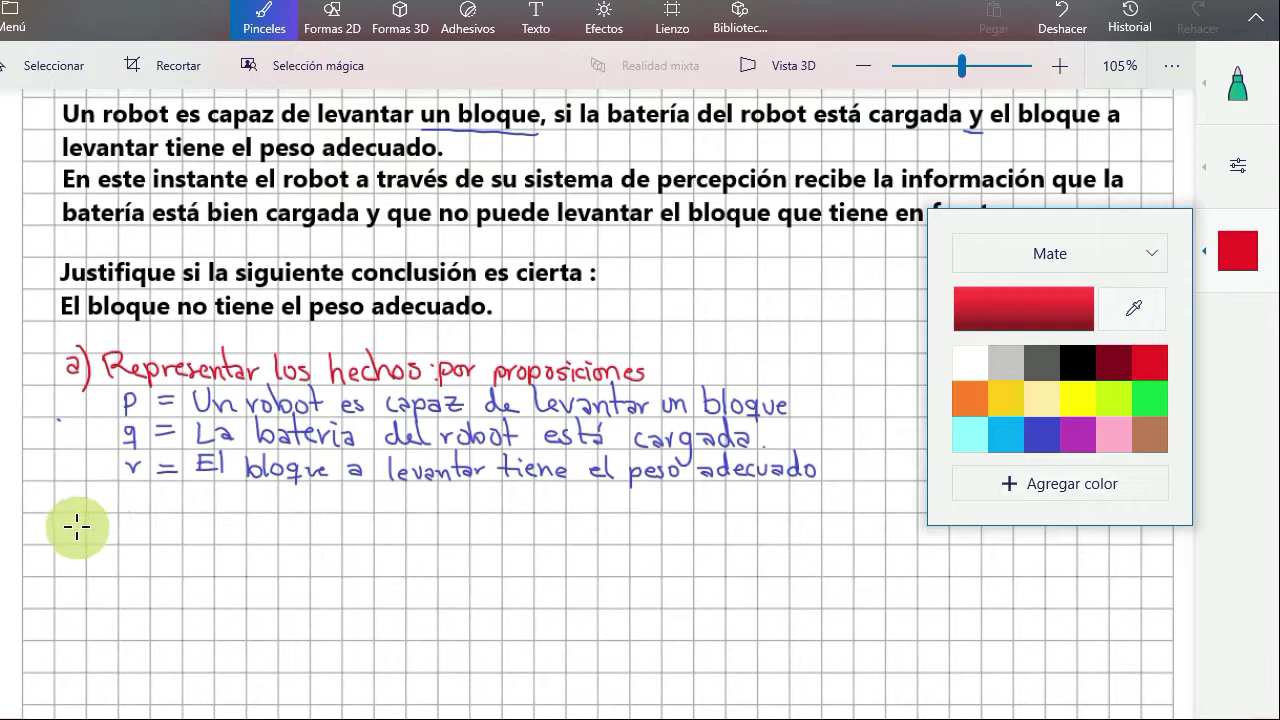 Menú
Pinceles
Formas 2D
Formas 3D
Adhesivos
Texto
Efectos
Lienzo
Bibliotec...
Pegar
Deshacer
Historial
Rehacer
Seleccionar
Recortar
Selección mágica
Realidad mixta
Vista 3D
105%
Un robot es capaz de levantar un bloque, si la batería del robot está cargada y el bloque a
levantar tiene el peso adecuado.
En este instante el robot a través de su sistema de percepción recibe la información que la
batería está bien cargada y que no puede levantar el bloque que tiene en
Justifique si la siguiente conclusión es cierta :
El bloque no tiene el peso adecuado.
a) Representar los hechos : por proposiciones
p = Un robot es capaz de levantar un bloque
q = La bateria del robot está cargada.
r = El bloque a levantar tiene el peso adecuado
Mate
Agregar color